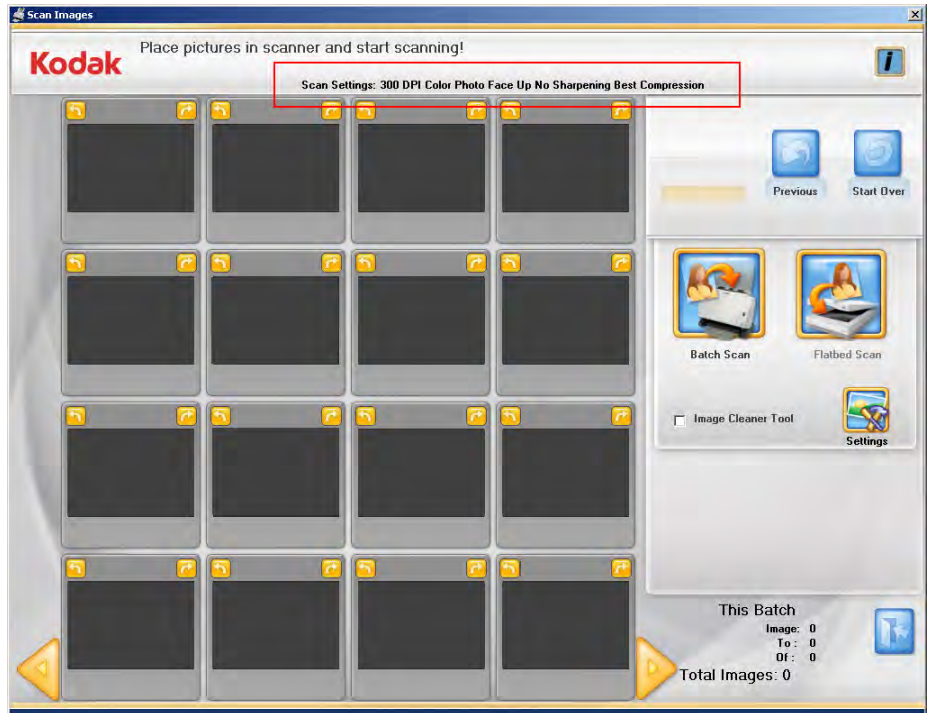 Scan Images
Kodak
Place pictures in scanner and start scanning!
Scan Settings: 300 DPI Color Photo Face Up No Sharpening Best Compression
i
Previous
Start Over
Batch Scan
Flatbed Scan
Image Cleaner Tool
Settings
This Batch
Image: 0
To : 0
Of : 0
Total Images: 0